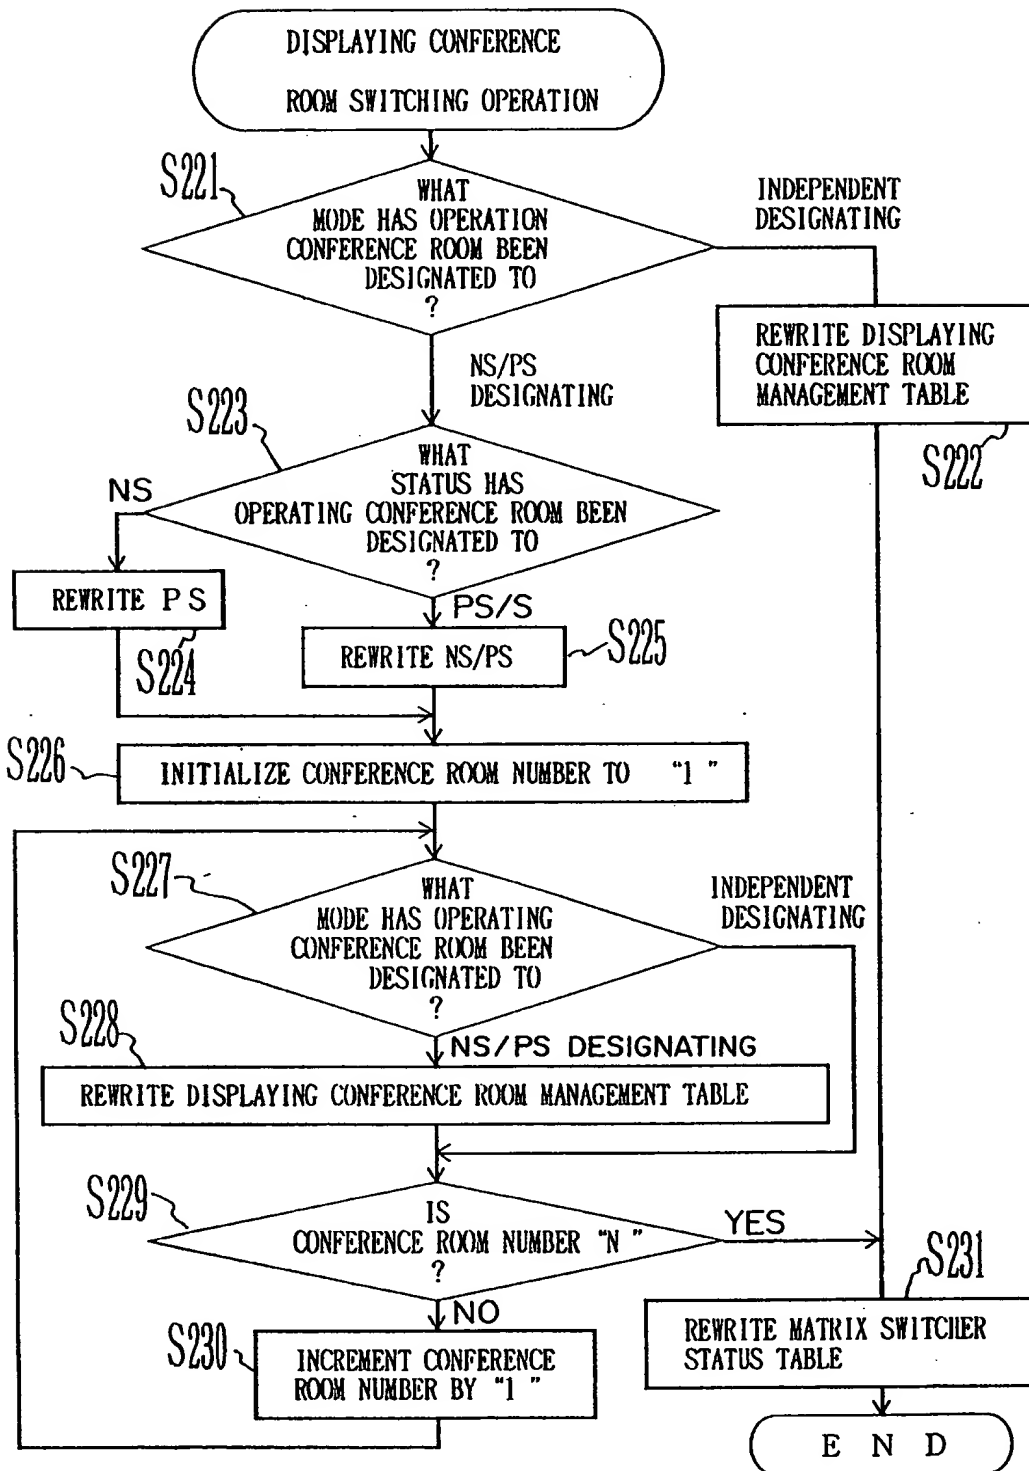 DISPLAYING CONFERENCE
ROOM SWITCHING OPERATION
S221
WHAT
MODE HAS OPERATION
CONFERENCE ROOM BEEN
DESIGNATED TO
?
INDEPENDENT
DESIGNATING
REWRITE DISPLAYING
CONFERENCE ROOM
MANAGEMENT TABLE
S222
NS/PS
DESIGNATING
S223
WHAT
STATUS HAS
OPERATING CONFERENCE ROOM BEEN
DESIGNATED TO
?
NS
REWRITE PS
S224
PS/S
REWRITE NS/PS
S225
S226
INITIALIZE CONFERENCE ROOM NUMBER TO "1"
S227
WHAT
MODE HAS OPERATING
CONFERENCE ROOM BEEN
DESIGNATED TO
?
INDEPENDENT
DESIGNATING
S228
NS/PS DESIGNATING
REWRITE DISPLAYING CONFERENCE ROOM MANAGEMENT TABLE
S229
IS
CONFERENCE ROOM NUMBER "N"
?
YES
NO
S230
INCREMENT CONFERENCE
ROOM NUMBER BY "1"
S231
REWRITE MATRIX SWITCHER
STATUS TABLE
END